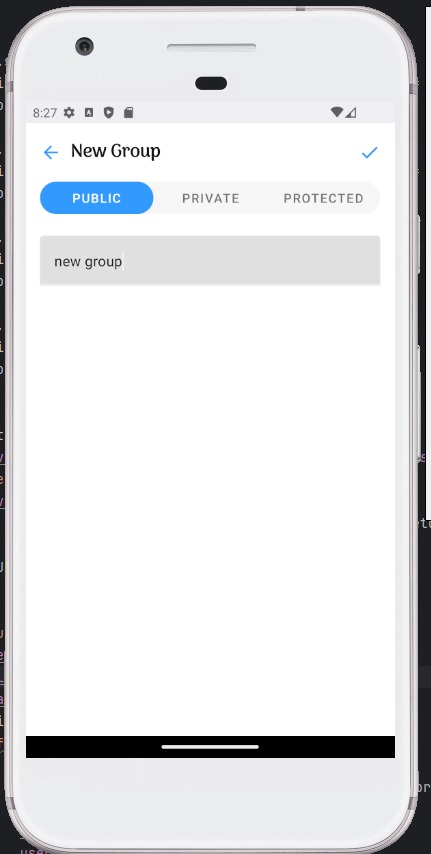 8:27
New Group
PUBLIC PRIVATE PROTECTED
new group